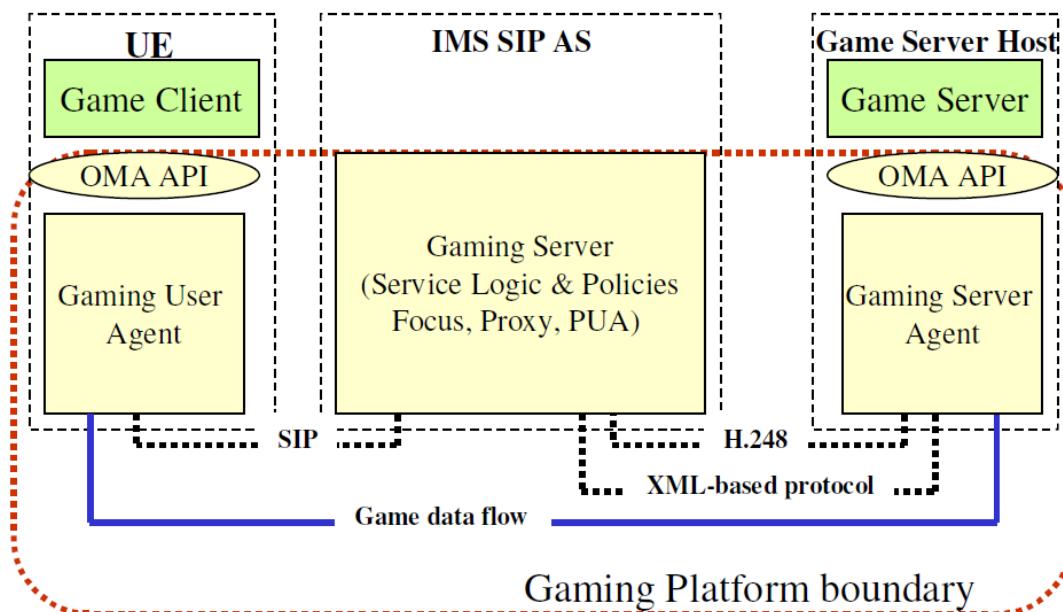 UE
IMS SIP AS
Game Server Host
Game Client
Game Server
OMA API
OMA API
Gaming User
Agent
Gaming Server
(Service Logic & Policies
Focus, Proxy, PUA)
Gaming Server
Agent
SIP
H.248
XML-based protocol
Game data flow
Gaming Platform boundary